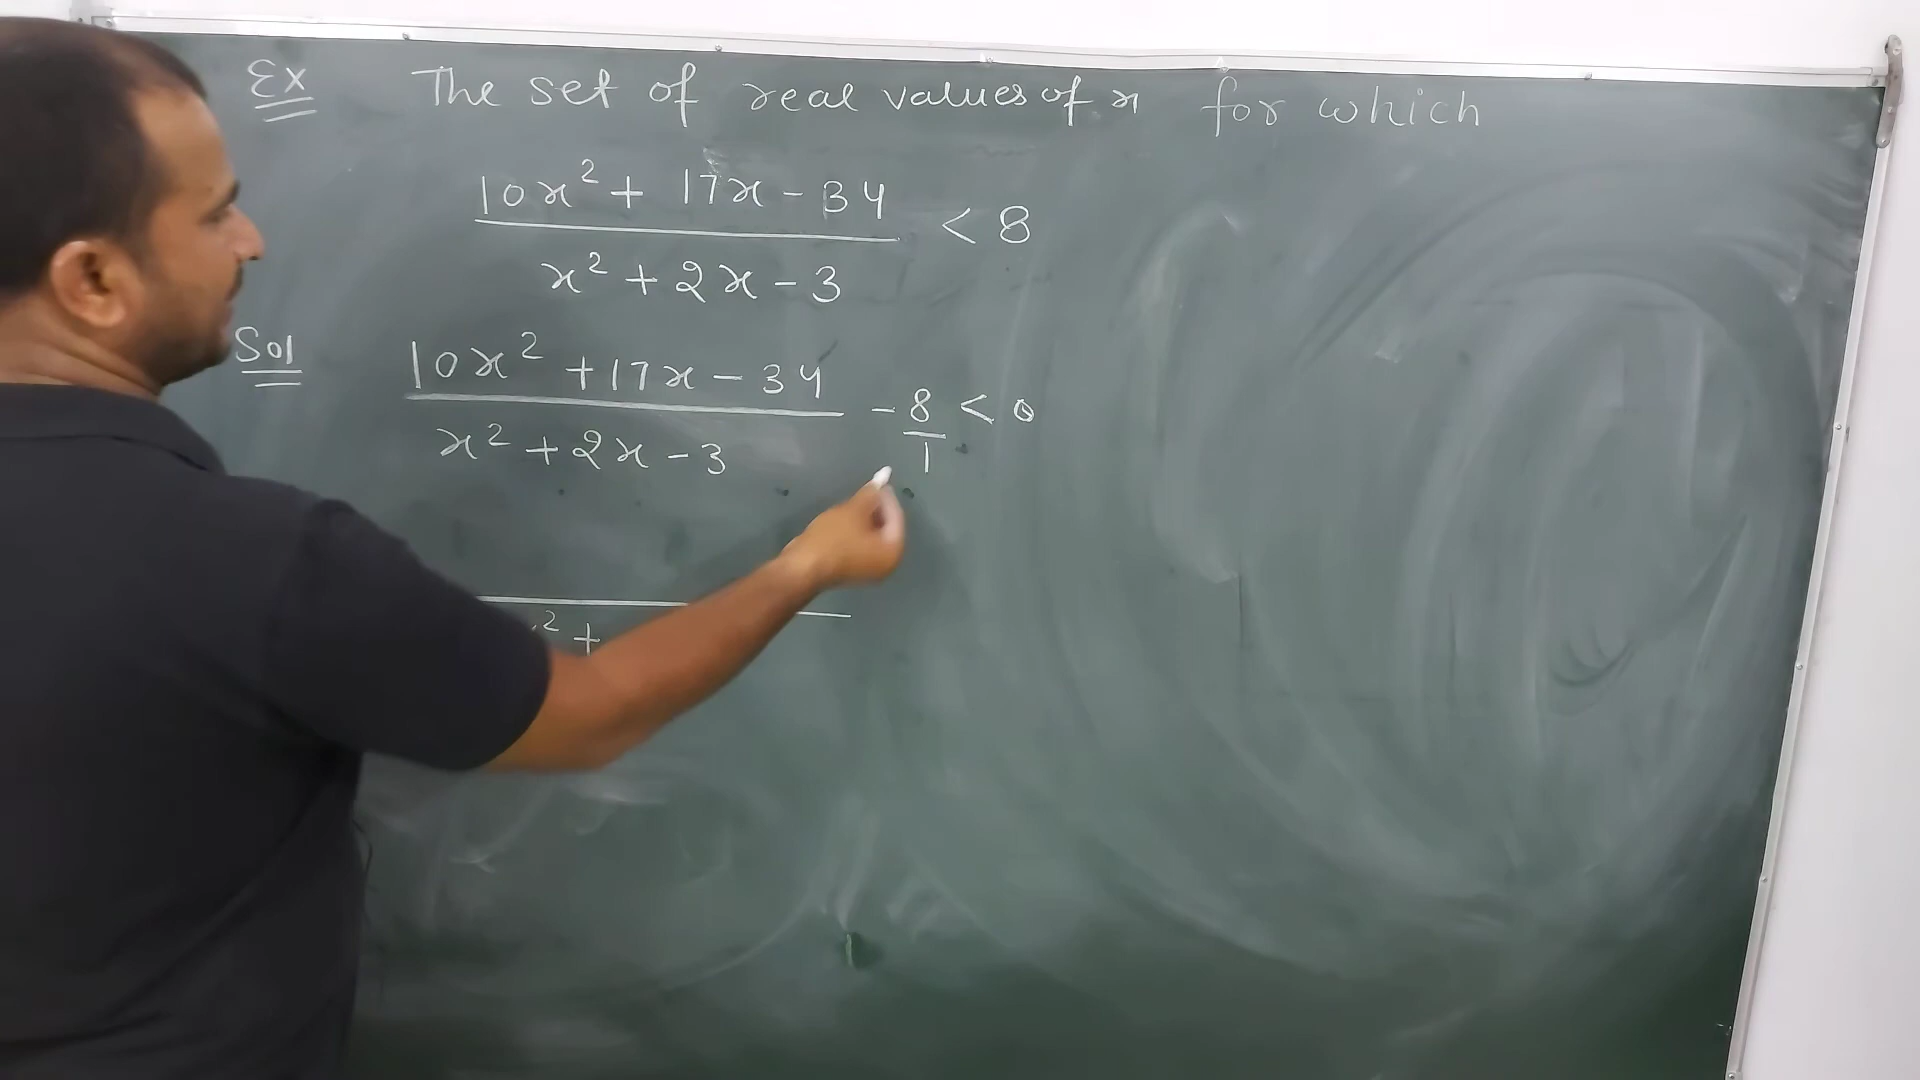 Ex The set of real values of x for which
10x² + 17x - 34
< 8
x² + 2x - 3
Sol 10x² + 17x - 34
- 8/1 < 0
x² + 2x - 3
² +